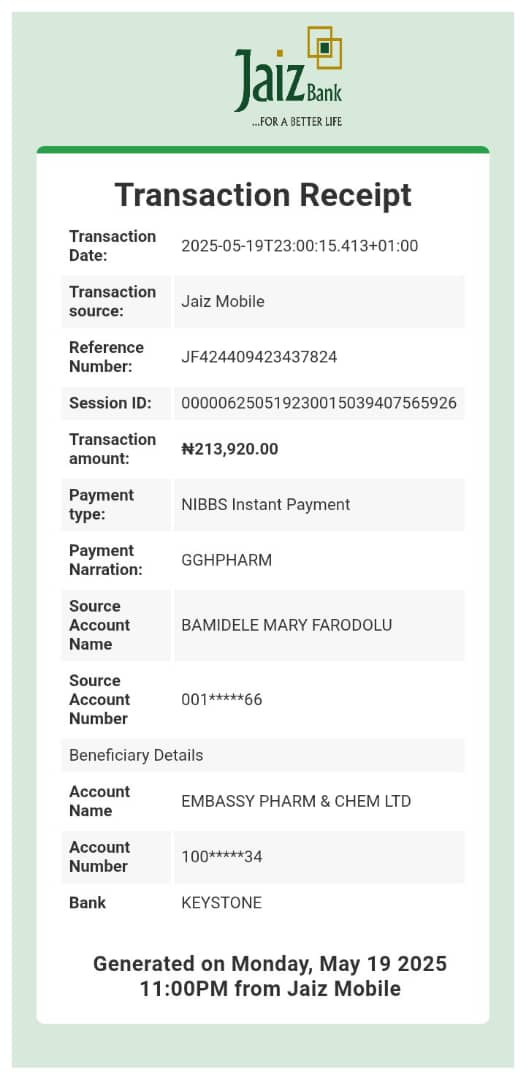 Jaiz Bank
...FOR A BETTER LIFE
Transaction Receipt
Transaction Date: 2025-05-19T23:00:15.413+01:00
Transaction source: Jaiz Mobile
Reference Number: JF424409423437824
Session ID: 000006250519230015039407565926
Transaction amount: ₦213,920.00
Payment type: NIBBS Instant Payment
Payment Narration: GGHPHARM
Source Account Name BAMIDELE MARY FARODOLU
Source Account Number 001*****66
Beneficiary Details
Account Name EMBASSY PHARM & CHEM LTD
Account Number 100*****34
Bank KEYSTONE
Generated on Monday, May 19 2025
11:00PM from Jaiz Mobile